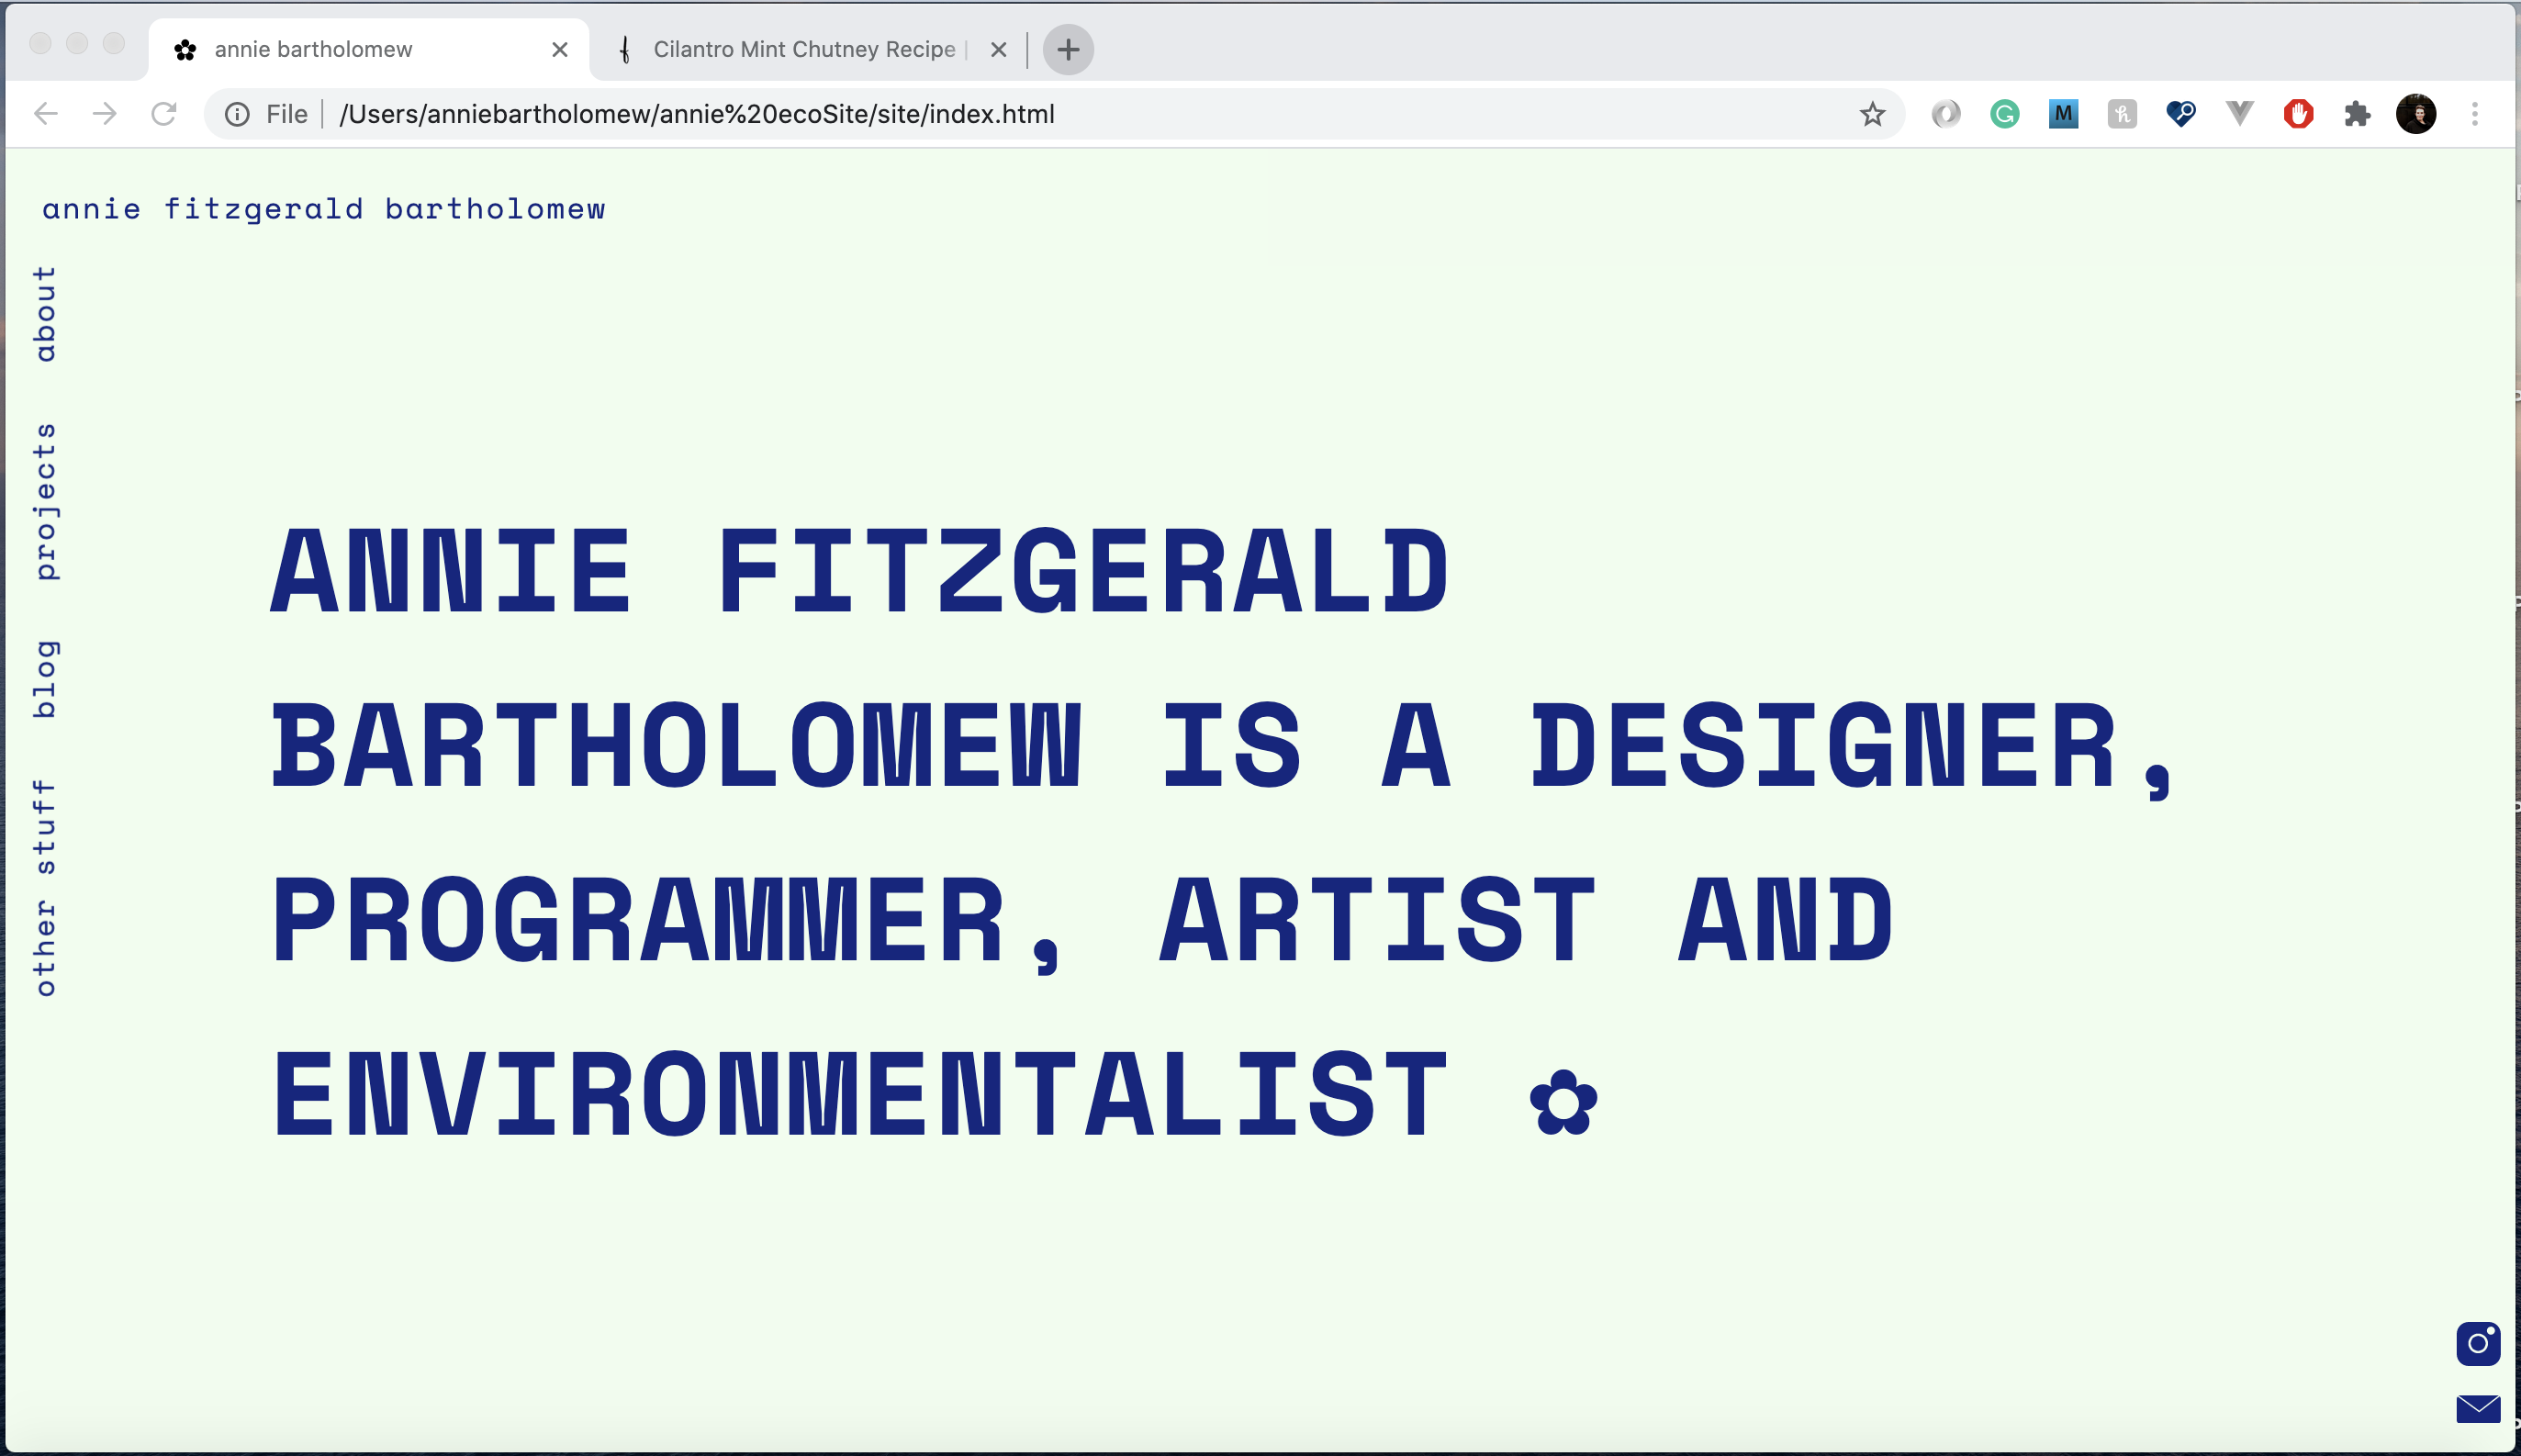 annie bartholomew
Cilantro Mint Chutney Recipe |
File | /Users/anniebartholomew/annie%20ecoSite/site/index.html
M
annie fitzgerald bartholomew
about
projects
blog
other stuff
ANNIE FITZGERALD
BARTHOLOMEW IS A DESIGNER,
PROGRAMMER, ARTIST AND
ENVIRONMENTALIST ✿